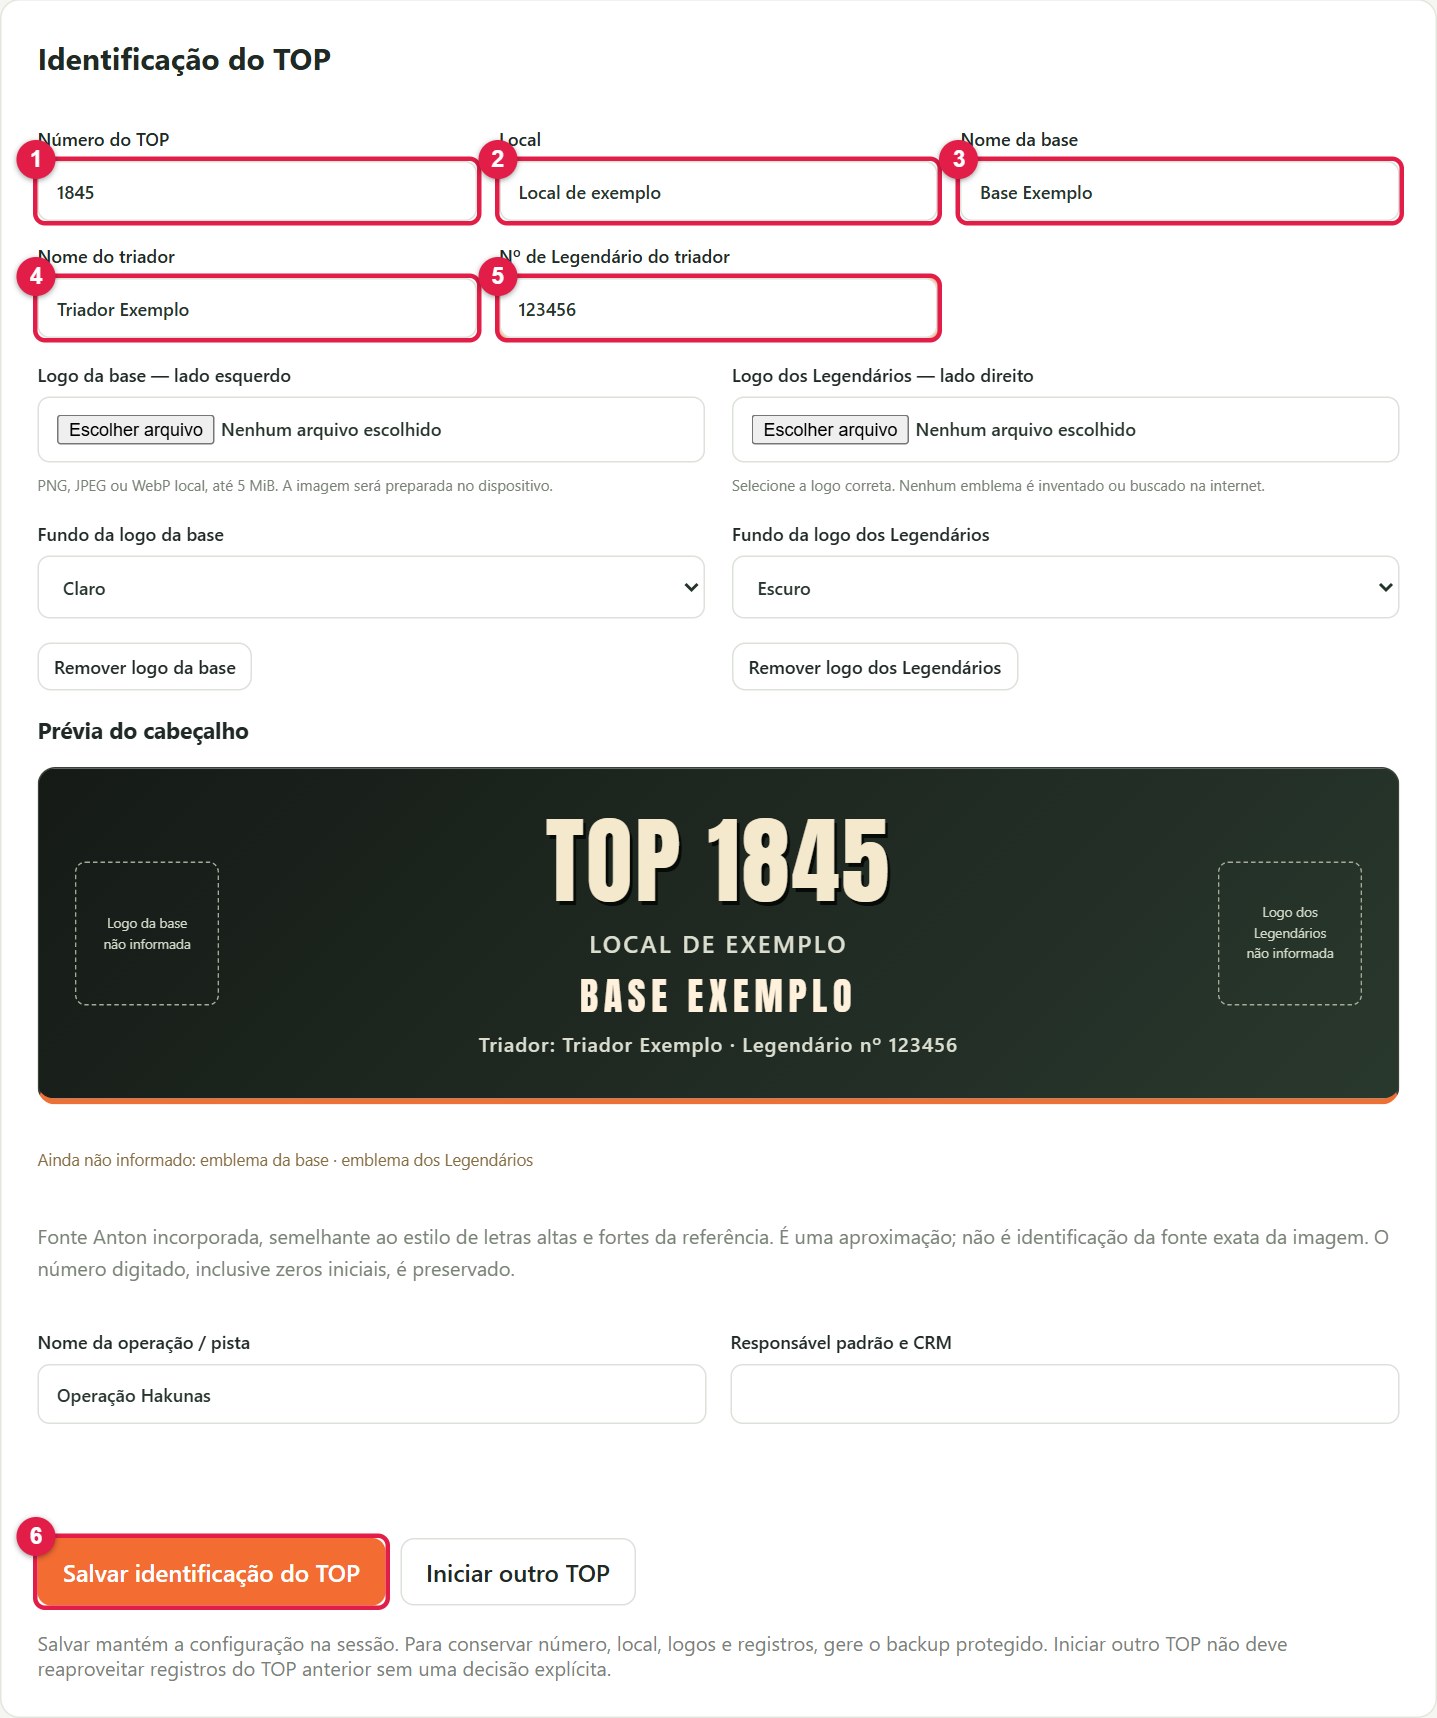 Identificação do TOP
Número do TOP
Local
Nome da base
1
2
3
1845
Local de exemplo
Base Exemplo
Nome do triador
Nº de Legendário do triador
4
5
Triador Exemplo
123456
Logo da base — lado esquerdo
Logo dos Legendários — lado direito
Escolher arquivo Nenhum arquivo escolhido
Escolher arquivo Nenhum arquivo escolhido
PNG, JPEG ou WebP local, até 5 MiB. A imagem será preparada no dispositivo.
Selecione a logo correta. Nenhum emblema é inventado ou buscado na internet.
Fundo da logo da base
Fundo da logo dos Legendários
Claro
Escuro
Remover logo da base
Remover logo dos Legendários
Prévia do cabeçalho
Logo da base
não informada
TOP 1845
LOCAL DE EXEMPLO
BASE EXEMPLO
Triador: Triador Exemplo · Legendário nº 123456
Logo dos
Legendários
não informada
Ainda não informado: emblema da base · emblema dos Legendários
Fonte Anton incorporada, semelhante ao estilo de letras altas e fortes da referência. É uma aproximação; não é identificação da fonte exata da imagem. O
número digitado, inclusive zeros iniciais, é preservado.
Nome da operação / pista
Responsável padrão e CRM
Operação Hakunas
6
Salvar identificação do TOP
Iniciar outro TOP
Salvar mantém a configuração na sessão. Para conservar número, local, logos e registros, gere o backup protegido. Iniciar outro TOP não deve
reaproveitar registros do TOP anterior sem uma decisão explícita.